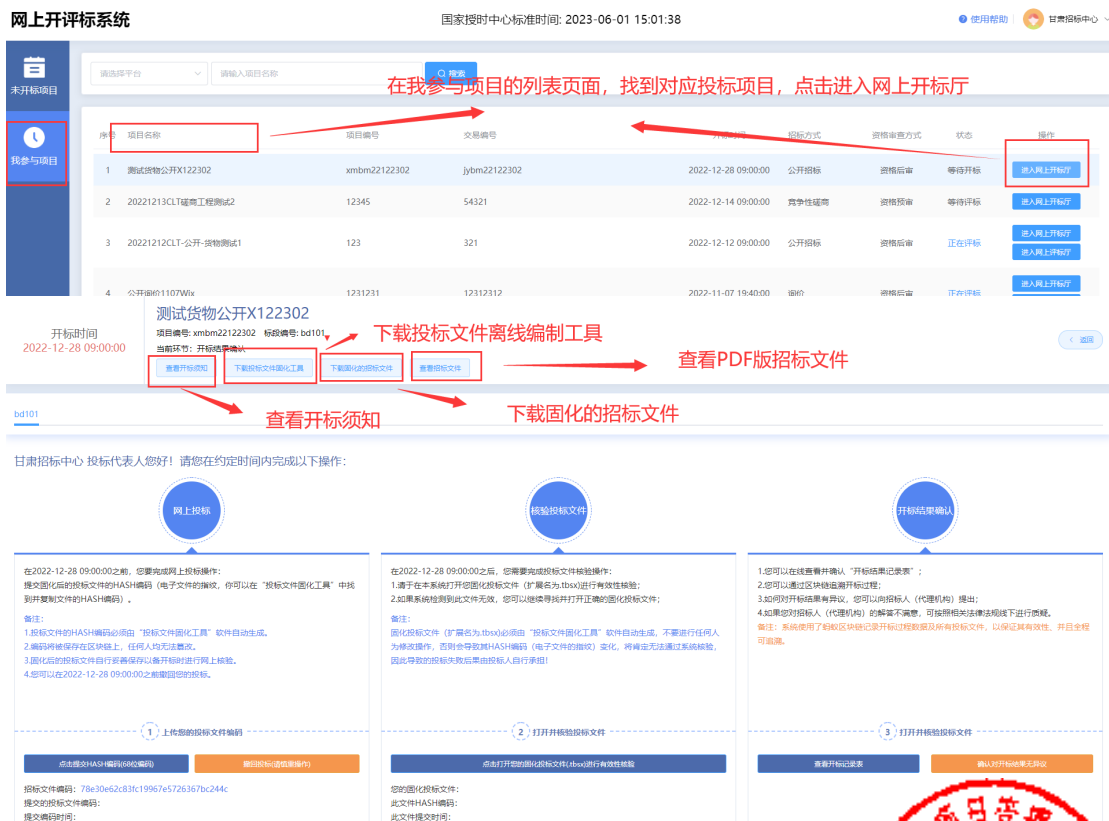 网上开评标系统
国家授时中心标准时间: 2023-06-01 15:01:38
使用帮助
甘肃招标中心
未开标项目
我参与项目
请选择平台
请输入项目名称
搜索
在我参与项目的列表页面，找到对应投标项目，点击进入网上开标厅
序号 项目名称 项目编号 交易编号 开标时间 招标方式 资格审查方式 状态 操作
1 测试货物公开X122302 xmbm22122302 jybm22122302 2022-12-28 09:00:00 公开招标 资格后审 等待开标 进入网上开标厅
2 20221213CLT磋商工程测试2 12345 54321 2022-12-14 09:00:00 竞争性磋商 资格预审 等待评标 进入网上开标厅
3 20221212CLT-公开-货物测试1 123 321 2022-12-12 09:00:00 公开招标 资格后审 正在评标 进入网上开标厅
进入网上评标厅
4 公开询价1107Wix 1231231 12312312 2022-11-07 19:40:00 询价 资格后审 正在评标 进入网上开标厅
开标时间
2022-12-28 09:00:00
测试货物公开X122302
项目编号: xmbm22122302 标段编号: bd101
当前环节：开标结果确认
查看开标须知 下载投标文件固化工具 下载固化的招标文件 查看招标文件
返回
下载投标文件离线编制工具
查看PDF版招标文件
查看开标须知
下载固化的招标文件
bd101
甘肃招标中心 投标代表人您好！请您在约定时间内完成以下操作：
网上投标
在2022-12-28 09:00:00之前，您要完成网上投标操作：
提交固化后的投标文件的HASH编码（电子文件的指纹，你可以在“投标文件固化工具”中找
到并复制文件的HASH编码）。
备注：
1.投标文件的HASH编码必须由“投标文件固化工具”软件自动生成。
2.编码将被保存在区块链上，任何人均无法篡改。
3.固化后的投标文件自行妥善保存以备开标时进行网上核验。
4.您可以在2022-12-28 09:00:00之前撤回您的投标。
1 上传您的投标文件编码
点击提交HASH编码(68位编码)
撤回投标(请慎重操作)
招标文件编码： 78e30e62c83fc19967e5726367bc244c
提交的投标文件编码：
提交编码时间：
核验投标文件
在2022-12-28 09:00:00之后，您需要完成投标文件核验操作：
1.请于在本系统打开您固化投标文件（扩展名为.tbsx)进行有效性核验；
2.如果系统检测到此文件无效，您可以继续寻找并打开正确的固化投标文件；
备注：
固化投标文件（扩展名为.tbsx)必须由“投标文件固化工具”软件自动生成，不要进行任何人
为修改操作，否则会导致其HASH编码（电子文件的指纹）变化，将肯定无法通过系统核验，
因此导致的投标失败后果由投标人自行承担！
2 打开并核验投标文件
点击打开您的固化投标文件(.tbsx)进行有效性核验
您的固化投标文件：
此文件HASH编码：
此文件提交时间：
开标结果确认
1.您可以在线查看并确认“开标结果记录表”；
2.您可以通过区块链追溯开标过程；
3.如何对开标结果有异议，您可以向招标人（代理机构）提出；
4.如果您对招标人（代理机构）的解答不满意，可按照相关法律法规线下进行质疑。
备注：系统使用了蚂蚁区块链记录开标过程数据及所有投标文件，以保证其有效性、并且全程
可追溯。
3 打开并核验投标文件
查看开标记录表
确认对开标结果无异议